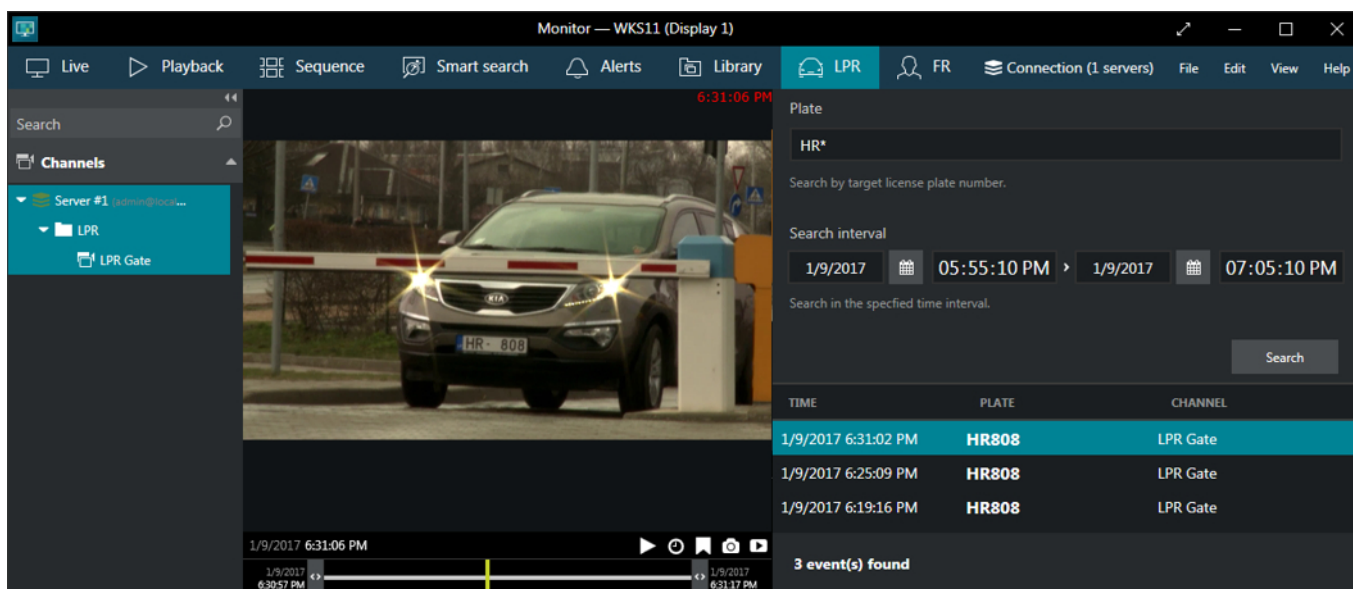 Monitor — WKS11 (Display 1)
Live Playback Sequence Smart search Alerts Library LPR FR Connection (1 servers) File Edit View Help
Search
Channels
Server #1 (admin@local...
LPR
LPR Gate
6:31:06 PM
KIA
HR- 808
1/9/2017 6:31:06 PM
1/9/2017
6:30:57 PM
1/9/2017
6:31:17 PM
Plate
HR*
Search by target license plate number.
Search interval
1/9/2017 05:55:10 PM › 1/9/2017 07:05:10 PM
Search in the specfied time interval.
Search
TIME PLATE CHANNEL
1/9/2017 6:31:02 PM HR808 LPR Gate
1/9/2017 6:25:09 PM HR808 LPR Gate
1/9/2017 6:19:16 PM HR808 LPR Gate
3 event(s) found